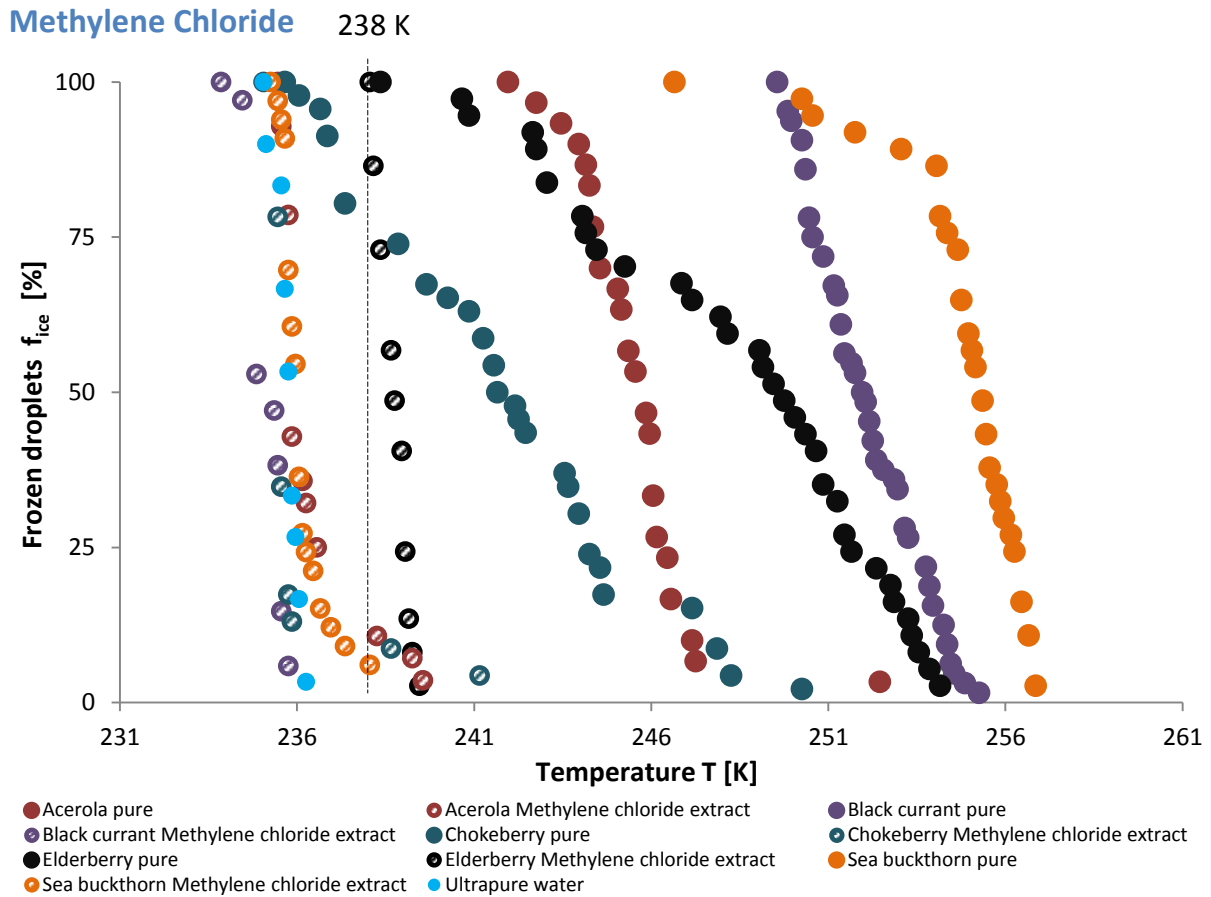 Methylene Chloride
238 K
100
75
50
25
0
Frozen droplets fice [%]
231 236 241 246 251 256 261
Temperature T [K]
Acerola pure Acerola Methylene chloride extract Black currant pure
Black currant Methylene chloride extract Chokeberry pure Chokeberry Methylene chloride extract
Elderberry pure Elderberry Methylene chloride extract Sea buckthorn pure
Sea buckthorn Methylene chloride extract Ultrapure water